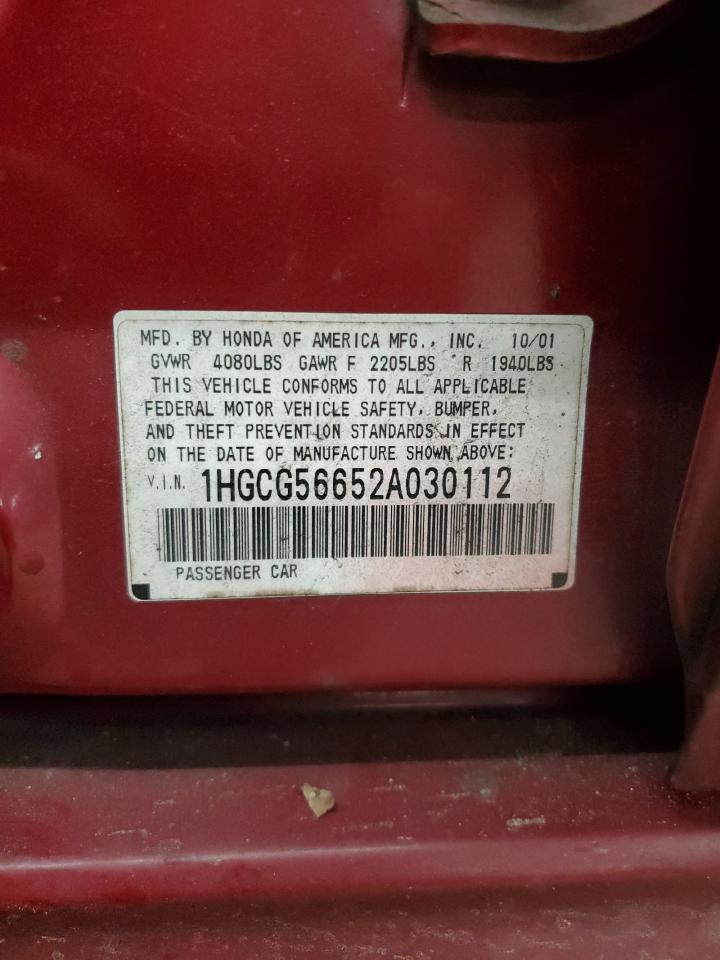 MFD. BY HONDA OF AMERICA MFG., INC. 10/01
GVWR 4080LBS GAWR F 2205LBS R 1940LBS
THIS VEHICLE CONFORMS TO ALL APPLICABLE
FEDERAL MOTOR VEHICLE SAFETY, BUMPER,
AND THEFT PREVENTION STANDARDS IN EFFECT
ON THE DATE OF MANUFACTURE SHOWN ABOVE:
V.I.N. 1HGCG56652A030112
PASSENGER CAR